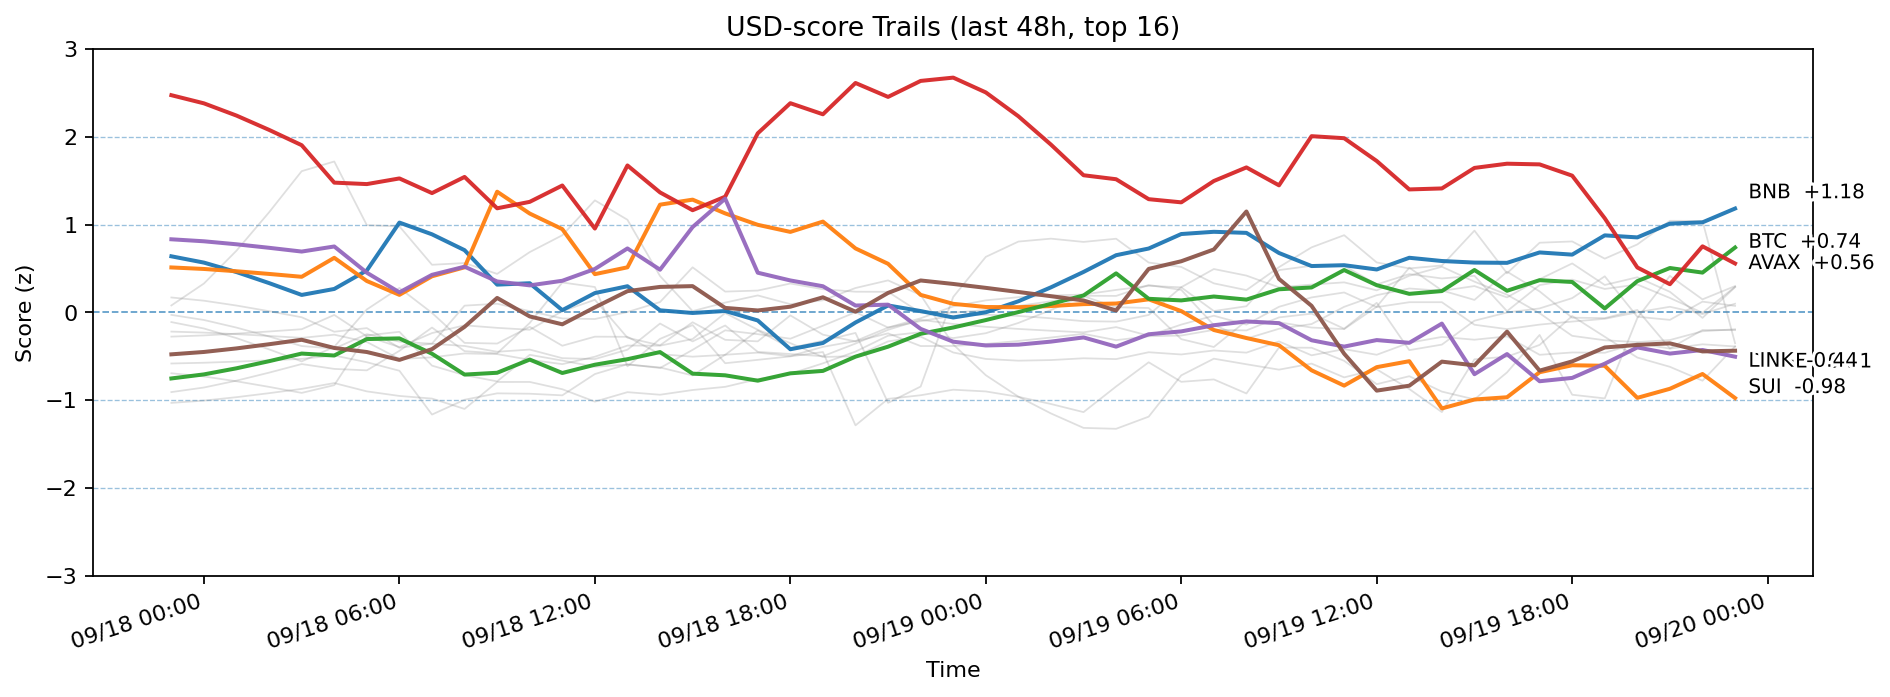 USD-score Trails (last 48h, top 16)
3
2
1
0
−1
−2
−3
Score (z)
BNB +1.18
BTC +0.74
AVAX +0.56
SUI -0.98
09/18 00:00
09/18 06:00
09/18 12:00
09/18 18:00
09/19 00:00
09/19 06:00
09/19 12:00
09/19 18:00
09/20 00:00
Time